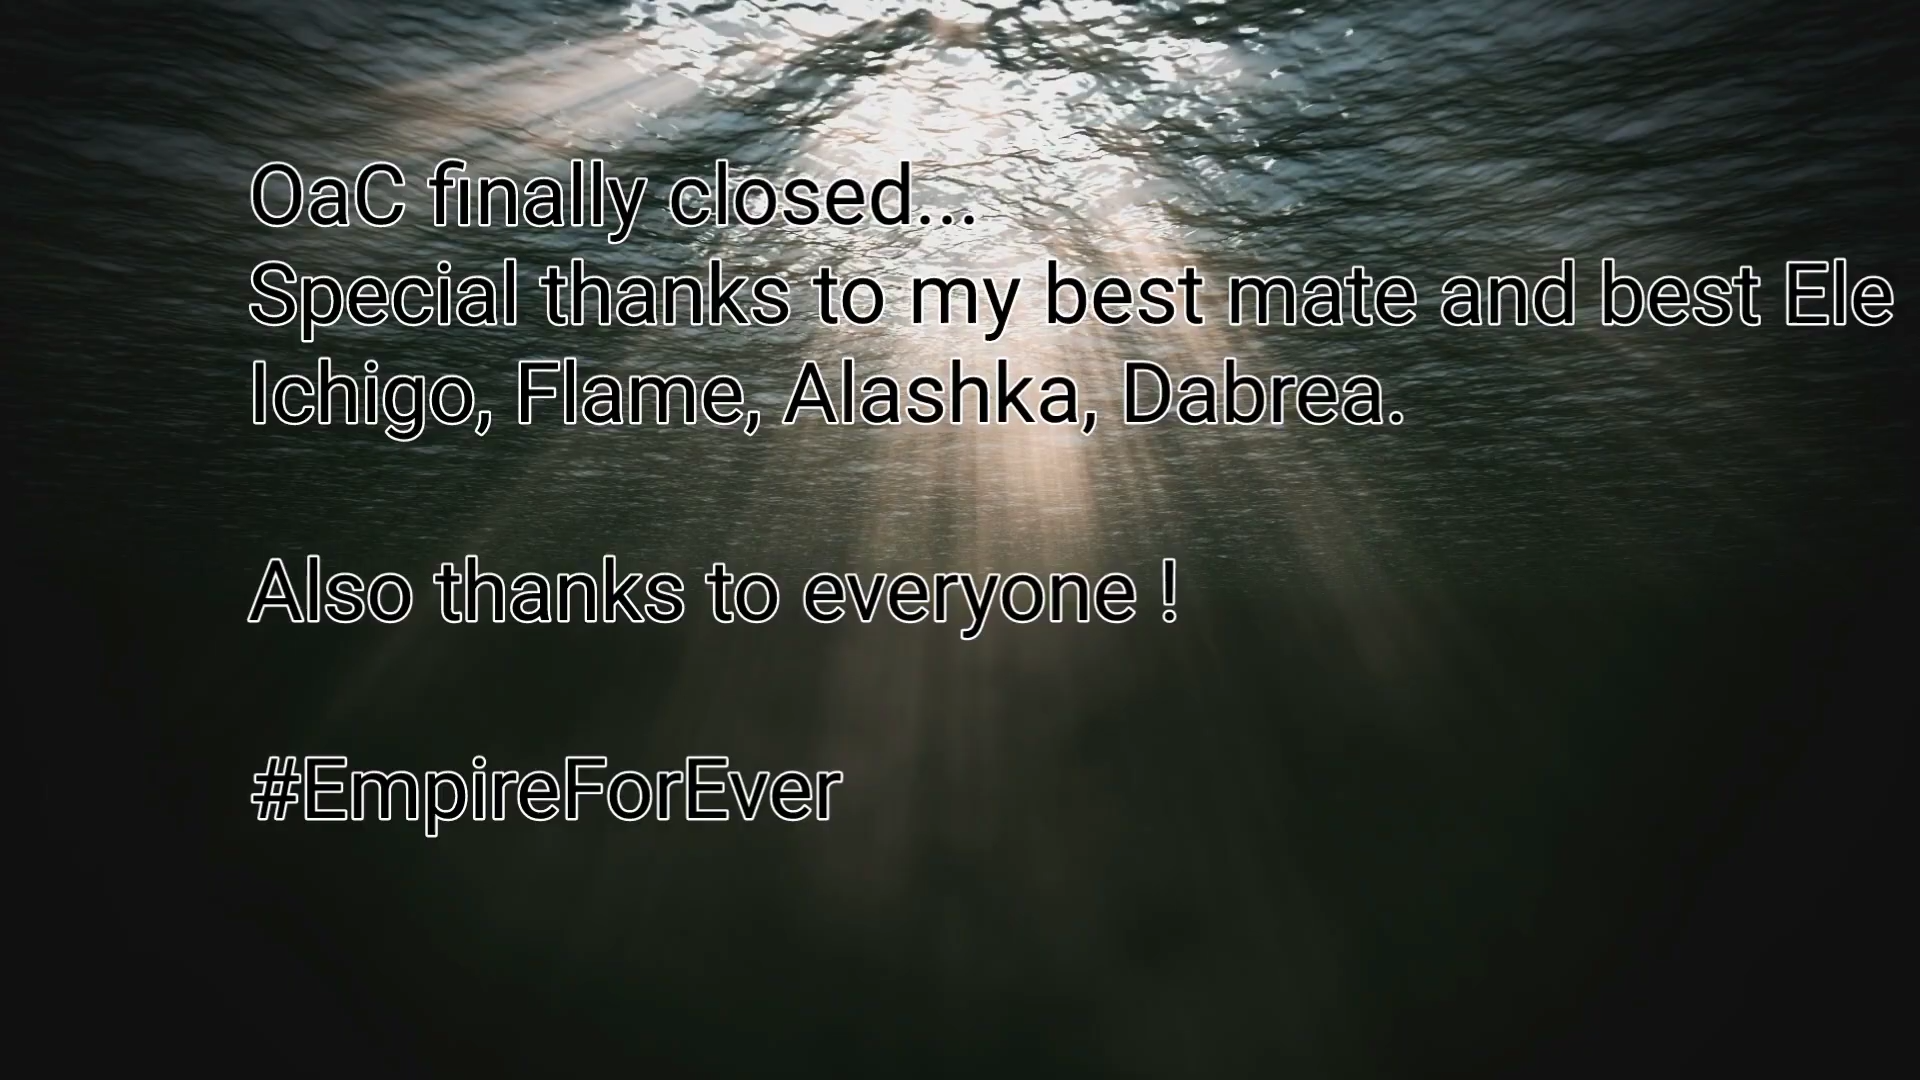 OaC finally closed...
Special thanks to my best mate and best Ele
Ichigo, Flame, Alashka, Dabrea.
Also thanks to everyone !
#EmpireForEver